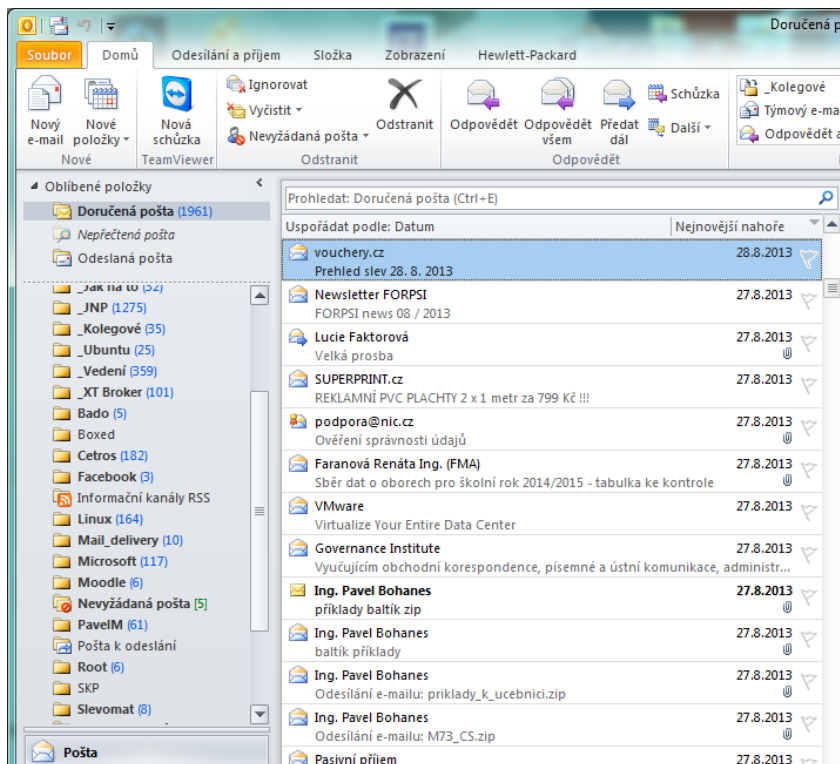 Doručená p
Soubor Domů Odesílání a příjem Složka Zobrazení Hewlett-Packard
Nový e-mail
Nové položky
Nové
Nová schůzka
TeamViewer
Ignorovat
Vyčistit
Nevyžádaná pošta
Odstranit
Odstranit
Odpovědět
Odpovědět všem
Předat dál
Schůzka
Další
Odpovědět
_Kolegové
Týmový e-ma
Odpovědět a
Oblíbené položky
Doručená pošta (1961)
Nepřečtená pošta
Odeslaná pošta
_Jak na to (52)
_JNP (1275)
_Kolegové (35)
_Ubuntu (25)
_Vedení (359)
_XT Broker (101)
Bado (5)
Boxed
Cetros (182)
Facebook (3)
Informační kanály RSS
Linux (164)
Mail_delivery (10)
Microsoft (117)
Moodle (6)
Nevyžádaná pošta [5]
PavelM (61)
Pošta k odeslání
Root (6)
SKP
Slevomat (8)
Pošta
Prohledat: Doručená pošta (Ctrl+E)
Uspořádat podle: Datum Nejnovější nahoře
vouchery.cz 28.8.2013
Prehled slev 28. 8. 2013
Newsletter FORPSI 27.8.2013
FORPSI news 08 / 2013
Lucie Faktorová 27.8.2013
Velká prosba
SUPERPRINT.cz 27.8.2013
REKLAMNÍ PVC PLACHTY 2 x 1 metr za 799 Kč !!!
podpora@nic.cz 27.8.2013
Ověření správnosti údajů
Faranová Renáta Ing. (FMA) 27.8.2013
Sběr dat o oborech pro školní rok 2014/2015 - tabulka ke kontrole
VMware 27.8.2013
Virtualize Your Entire Data Center
Governance Institute 27.8.2013
Vyučujícím obchodní korespondence, písemné a ústní komunikace, administr...
Ing. Pavel Bohanes 27.8.2013
příklady baltík zip
Ing. Pavel Bohanes 27.8.2013
baltík příklady
Ing. Pavel Bohanes 27.8.2013
Odesílání e-mailu: priklady_k_ucebnici.zip
Ing. Pavel Bohanes 27.8.2013
Odesílání e-mailu: M73_CS.zip
Pasivní příjem 27.8.2013